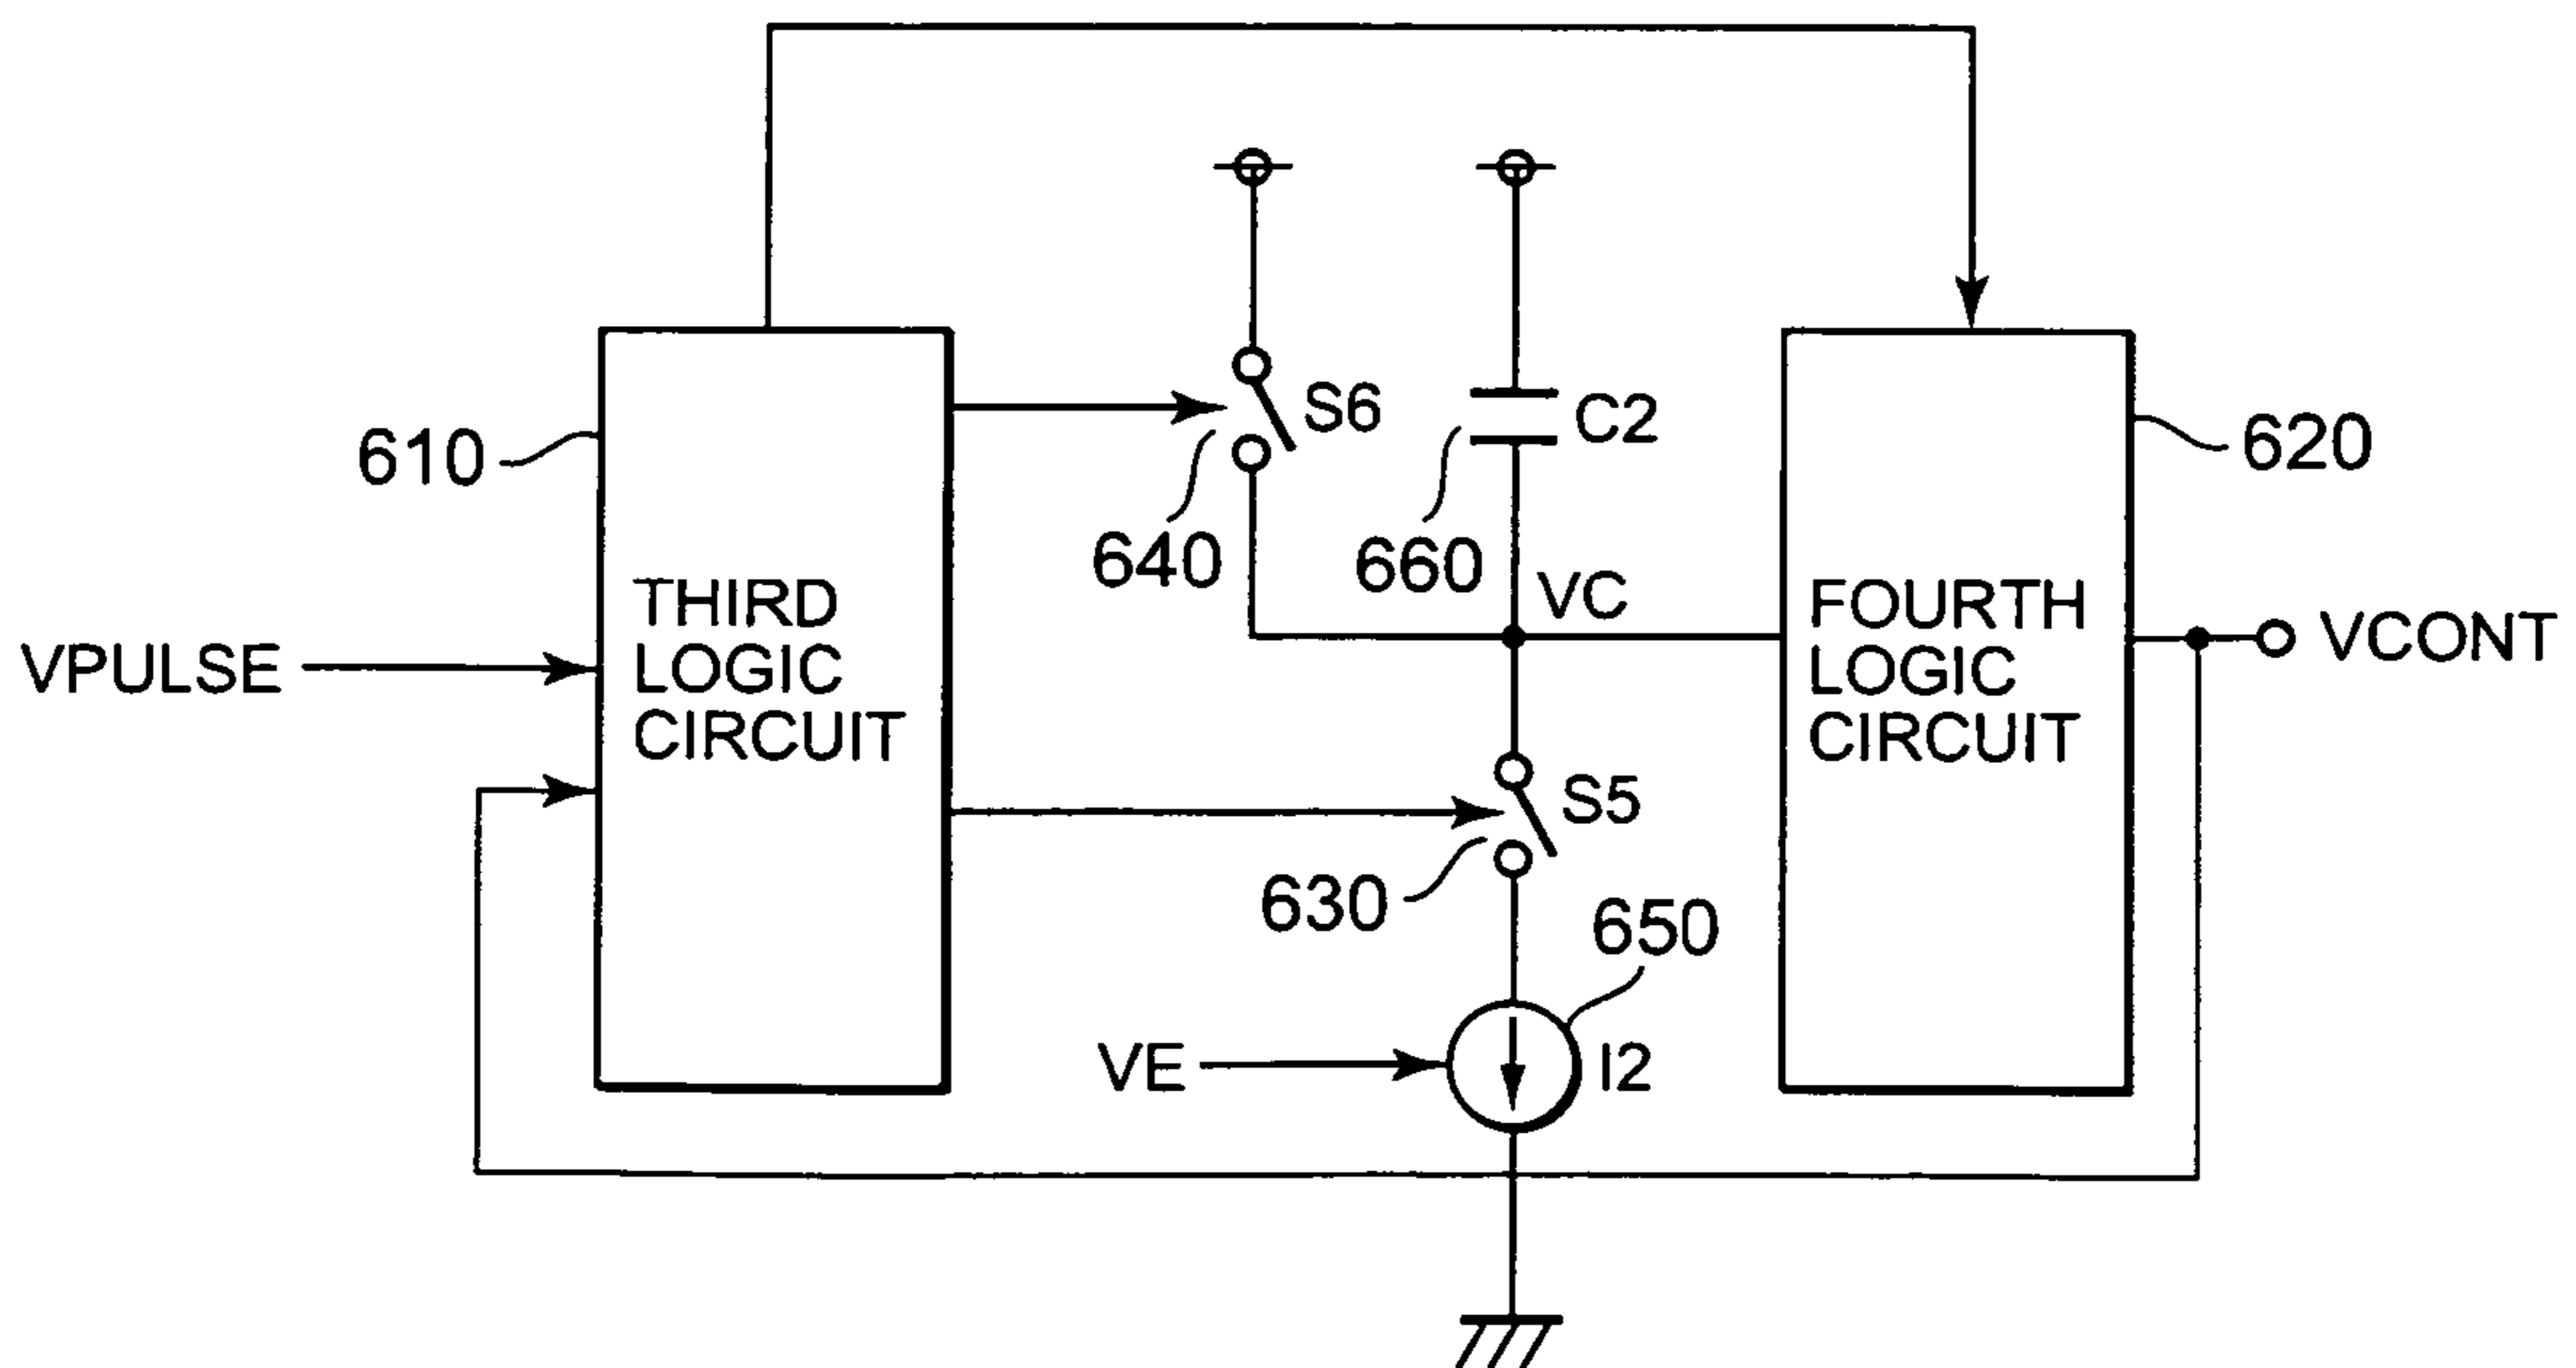 S6
C2
610
620
640
660
VC
THIRD
LOGIC
CIRCUIT
FOURTH
LOGIC
CIRCUIT
VPULSE
VCONT
S5
630
650
VE
I2